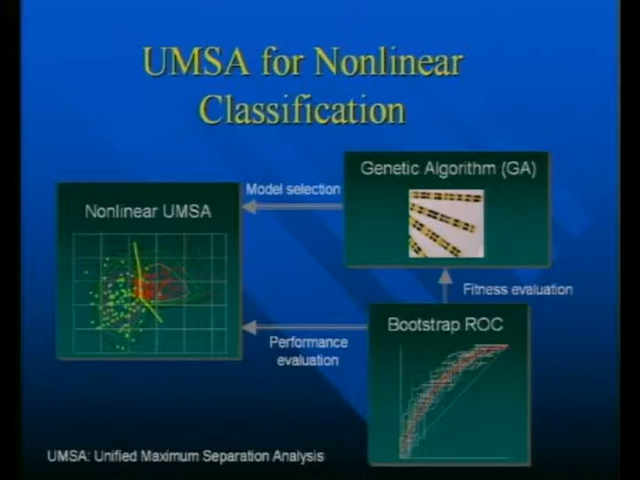 UMSA for Nonlinear
Classification
Genetic Algorithm (GA)
Model selection
Nonlinear UMSA
Fitness evaluation
Bootstrap ROC
Performance
evaluation
UMSA: Unified Maximum Separation Analysis